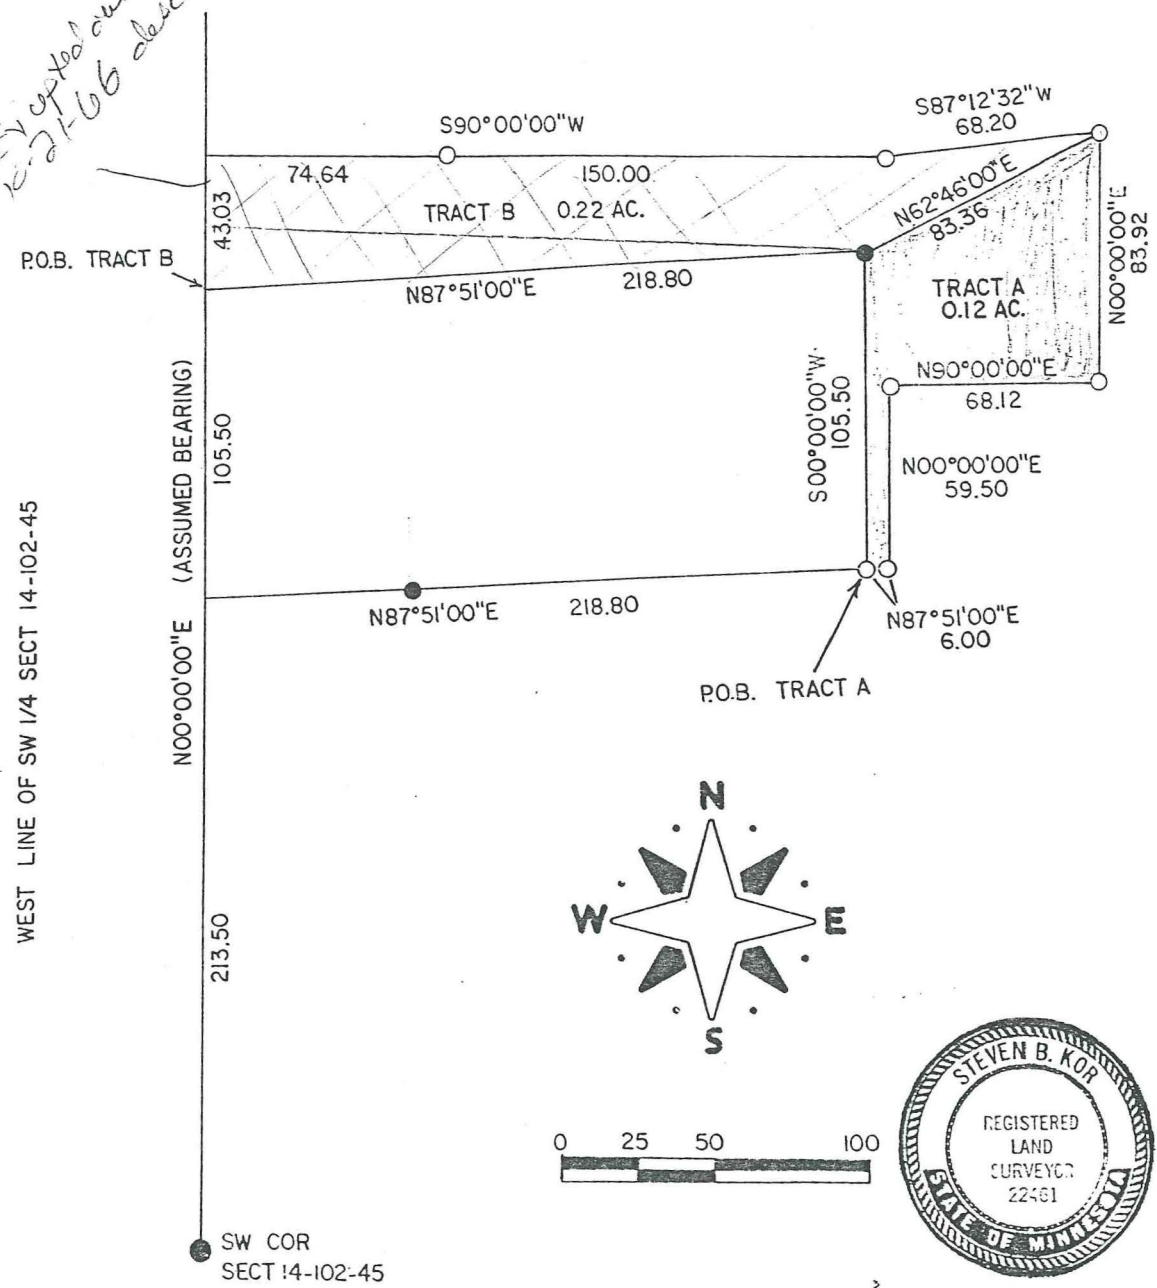 10-21-66
S90°00'00"W
S87°12'32"W
68.20
74.64
150.00
N62°46'00"E
83.36
N00°00'00"E
83.92
43.03
TRACT B 0.22 AC.
P.O.B. TRACT B
N87°51'00"E
218.80
TRACT A
0.12 AC.
N90°00'00"E
68.12
S00°00'00"W
105.50
N00°00'00"E
59.50
105.50
N00°00'00"E (ASSUMED BEARING)
WEST LINE OF SW 1/4 SECT 14-102-45
N87°51'00"E
218.80
N87°51'00"E
6.00
P.O.B. TRACT A
213.50
N
W
E
S
0 25 50 100
STEVEN B. KOR
REGISTERED
LAND
SURVEYOR
22461
STATE OF MINNESOTA
SW COR
SECT 14-102-45